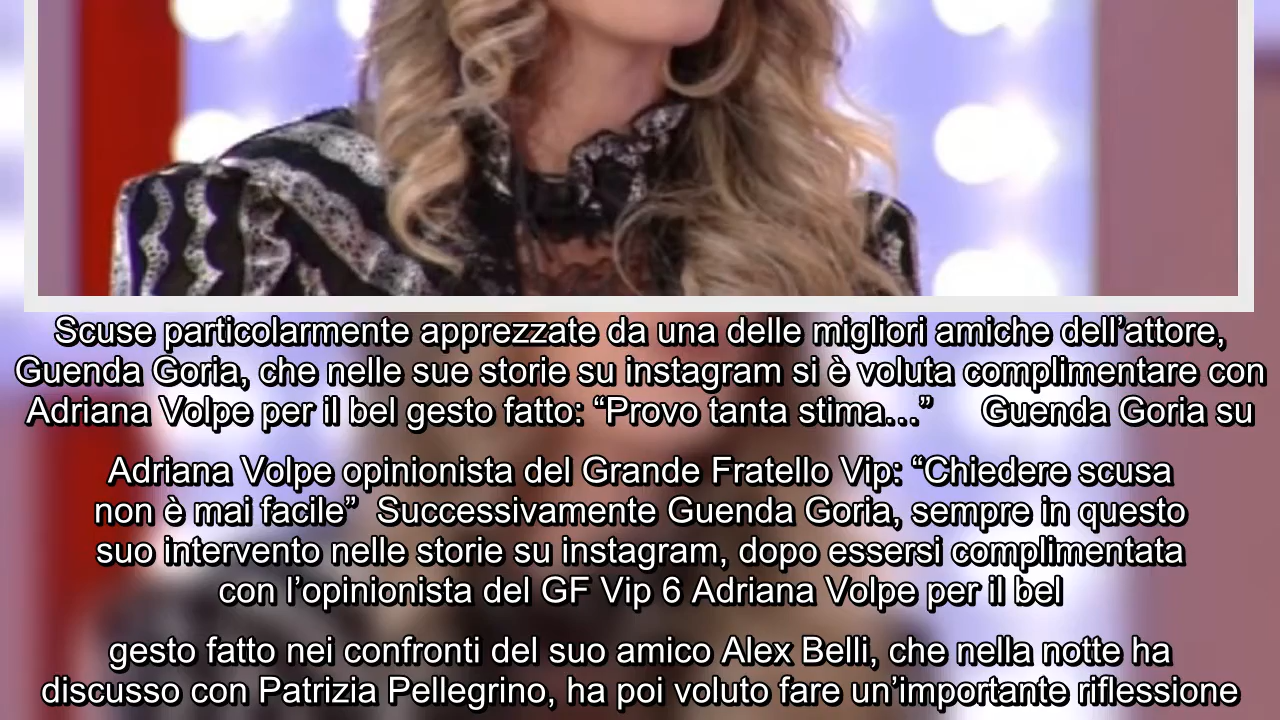 Scuse particolarmente apprezzate da una delle migliori amiche dell’attore,
Guenda Goria, che nelle sue storie su instagram si è voluta complimentare con
Adriana Volpe per il bel gesto fatto: “Provo tanta stima…” Guenda Goria su
Adriana Volpe opinionista del Grande Fratello Vip: “Chiedere scusa
non è mai facile” Successivamente Guenda Goria, sempre in questo
suo intervento nelle storie su instagram, dopo essersi complimentata
con l’opinionista del GF Vip 6 Adriana Volpe per il bel
gesto fatto nei confronti del suo amico Alex Belli, che nella notte ha
discusso con Patrizia Pellegrino, ha poi voluto fare un’importante riflessione